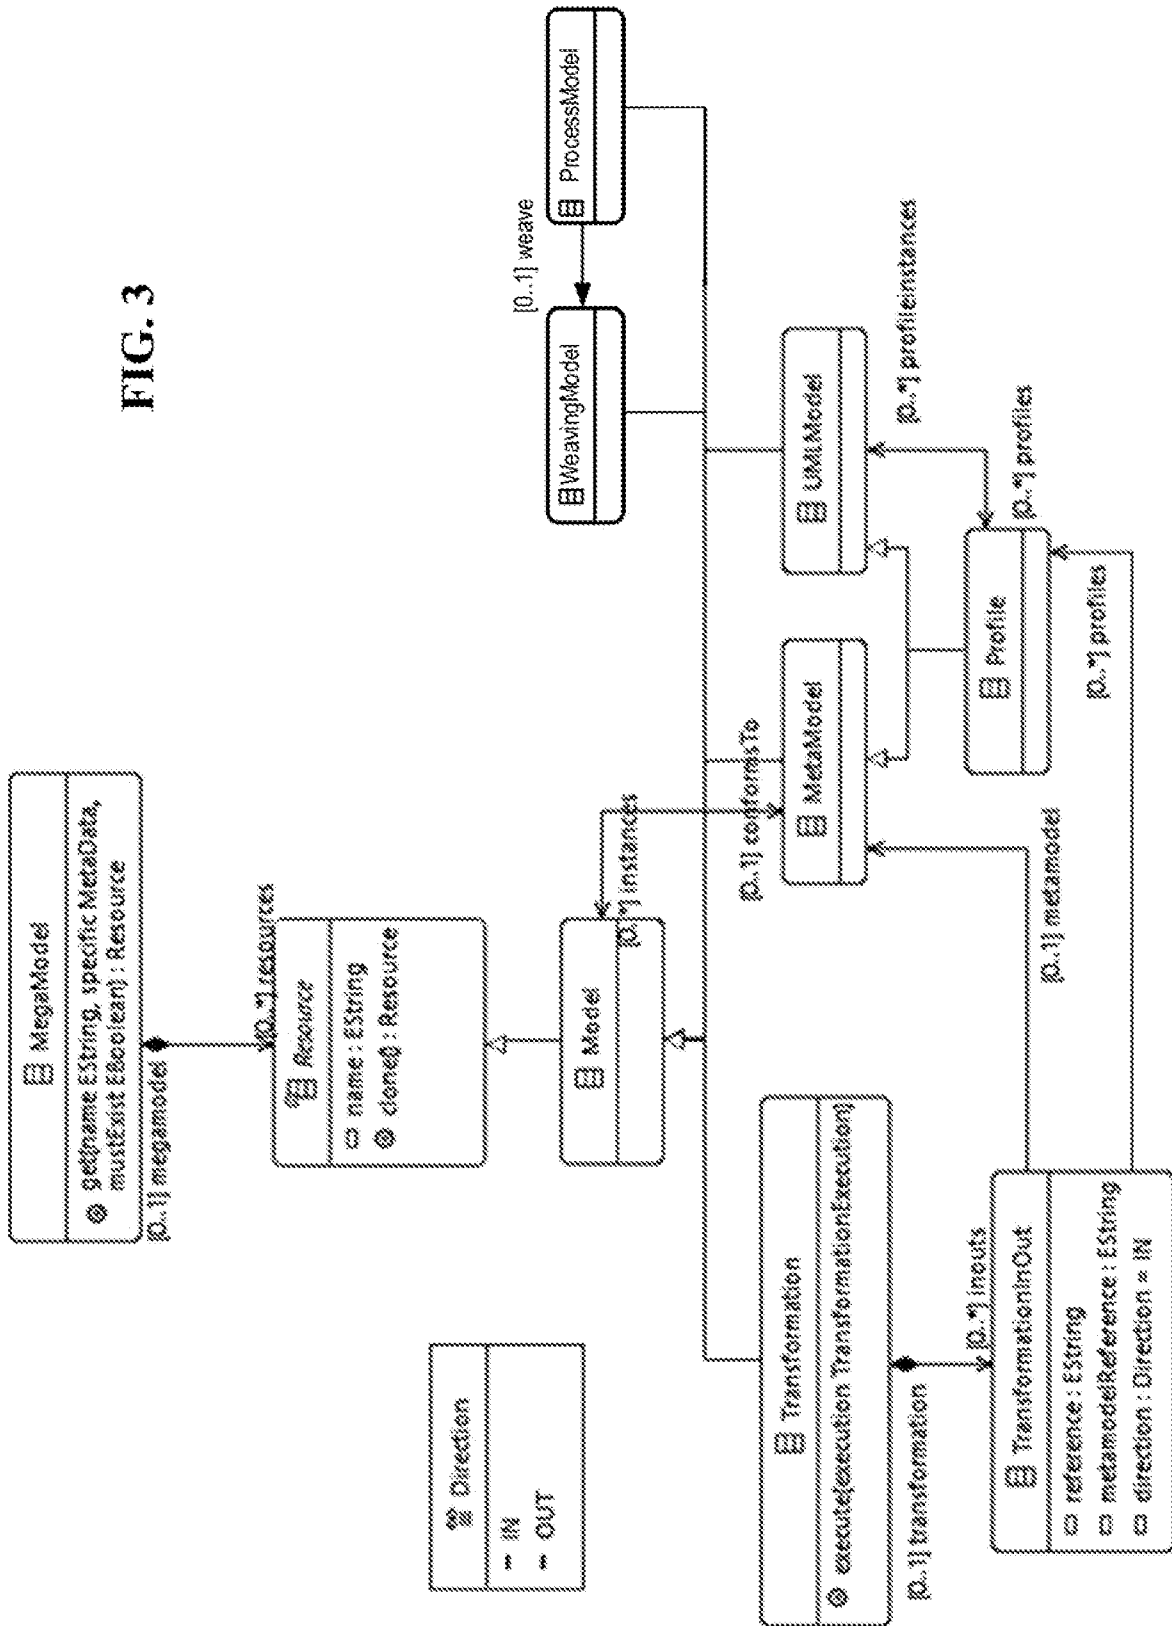 FIG. 3
MegaModel
get(name EString, specific MetaData,
mustExist EBoolean) : Resource
[0..1] megamodel
[0..*] resources
Resource
name : EString
clone() : Resource
Direction
IN
OUT
Model
[0..*] instances
[0..1] weave
WeavingModel
ProcessModel
[0..1] conformsTo
Transformation
execute(execution TransformationExecution)
MetaModel
UMLModel
[0..*] profileinstances
[0..1] transformation
[0..*] inouts
[0..1] metamodel
Profile
[0..*] profiles
[0..*] profiles
TransformationInOut
reference : EString
metamodelReference : EString
direction : Direction = IN